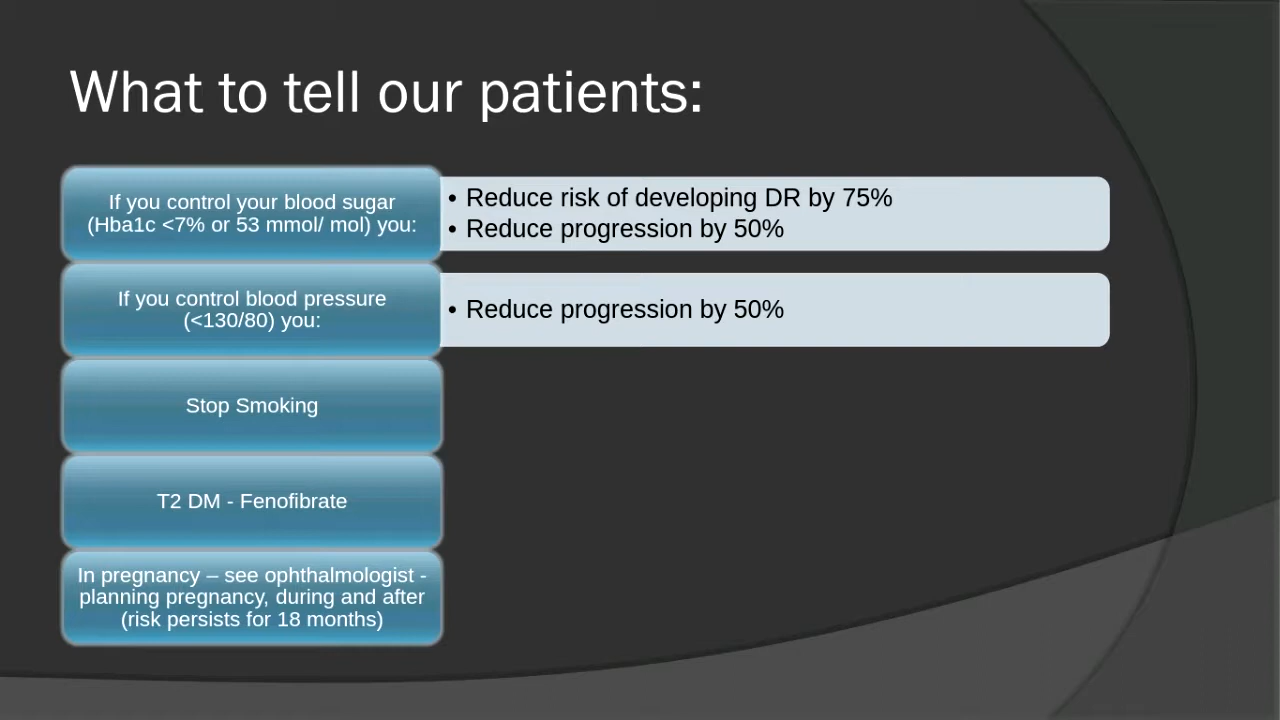 What to tell our patients:
If you control your blood sugar
(Hba1c <7% or 53 mmol/ mol) you:
• Reduce risk of developing DR by 75%
• Reduce progression by 50%
If you control blood pressure
(<130/80) you:
• Reduce progression by 50%
Stop Smoking
T2 DM - Fenofibrate
In pregnancy – see ophthalmologist -
planning pregnancy, during and after
(risk persists for 18 months)